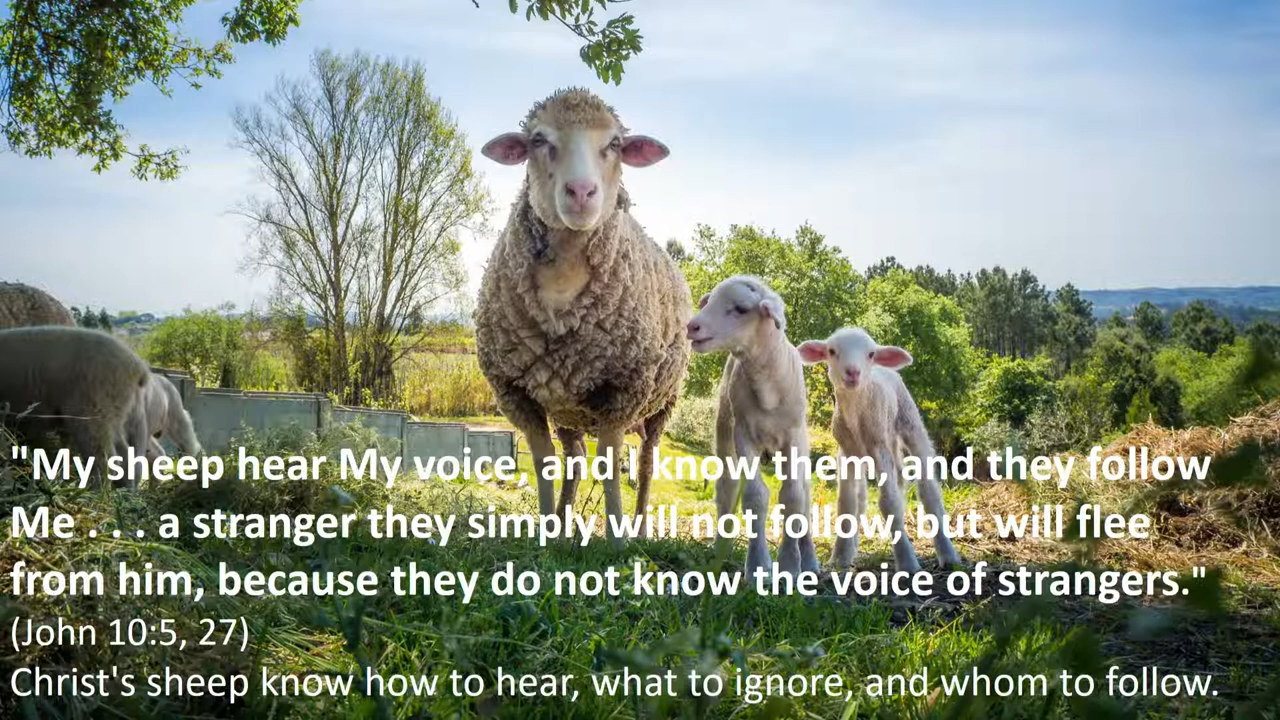 "My sheep hear My voice, and I know them, and they follow
Me . . . a stranger they simply will not follow, but will flee
from him, because they do not know the voice of strangers."
(John 10:5, 27)
Christ's sheep know how to hear, what to ignore, and whom to follow.